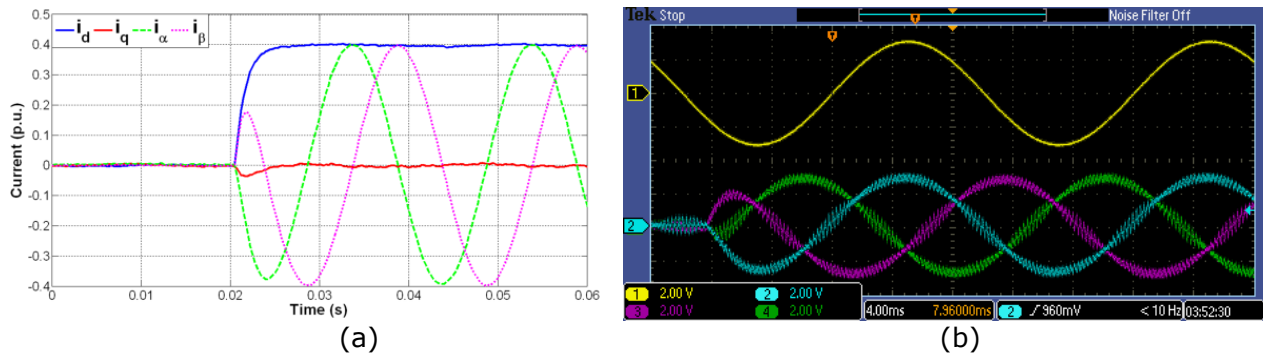 i_d i_q i_α i_β
0.5
0.4
0.3
0.2
0.1
0
-0.1
-0.2
-0.3
-0.4
Current (p.u.)
0 0.01 0.02 0.03 0.04 0.05 0.06
Time (s)
(a)
Tek Stop Noise Filter Off
T
T
1
2
1 2.00 V 2 2.00 V
3 2.00 V 4 2.00 V
4.00ms 7.96000ms 2 960mV < 10 Hz 03:52:30
(b)